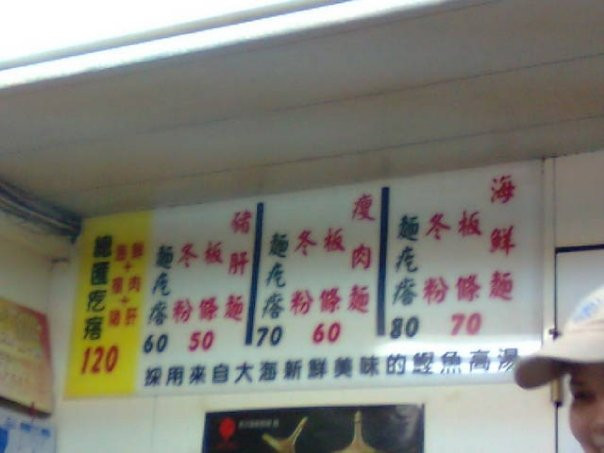 海鮮麵
板條
冬粉
70
麵疙瘩
80
瘦肉麵
板條
冬粉
60
麵疙瘩
70
豬肝麵
板條
冬粉
50
麵疙瘩
60
總匯疙瘩
海鮮
+
瘦肉
+
豬肝
120
採用來自大海新鮮美味的鰹魚高湯